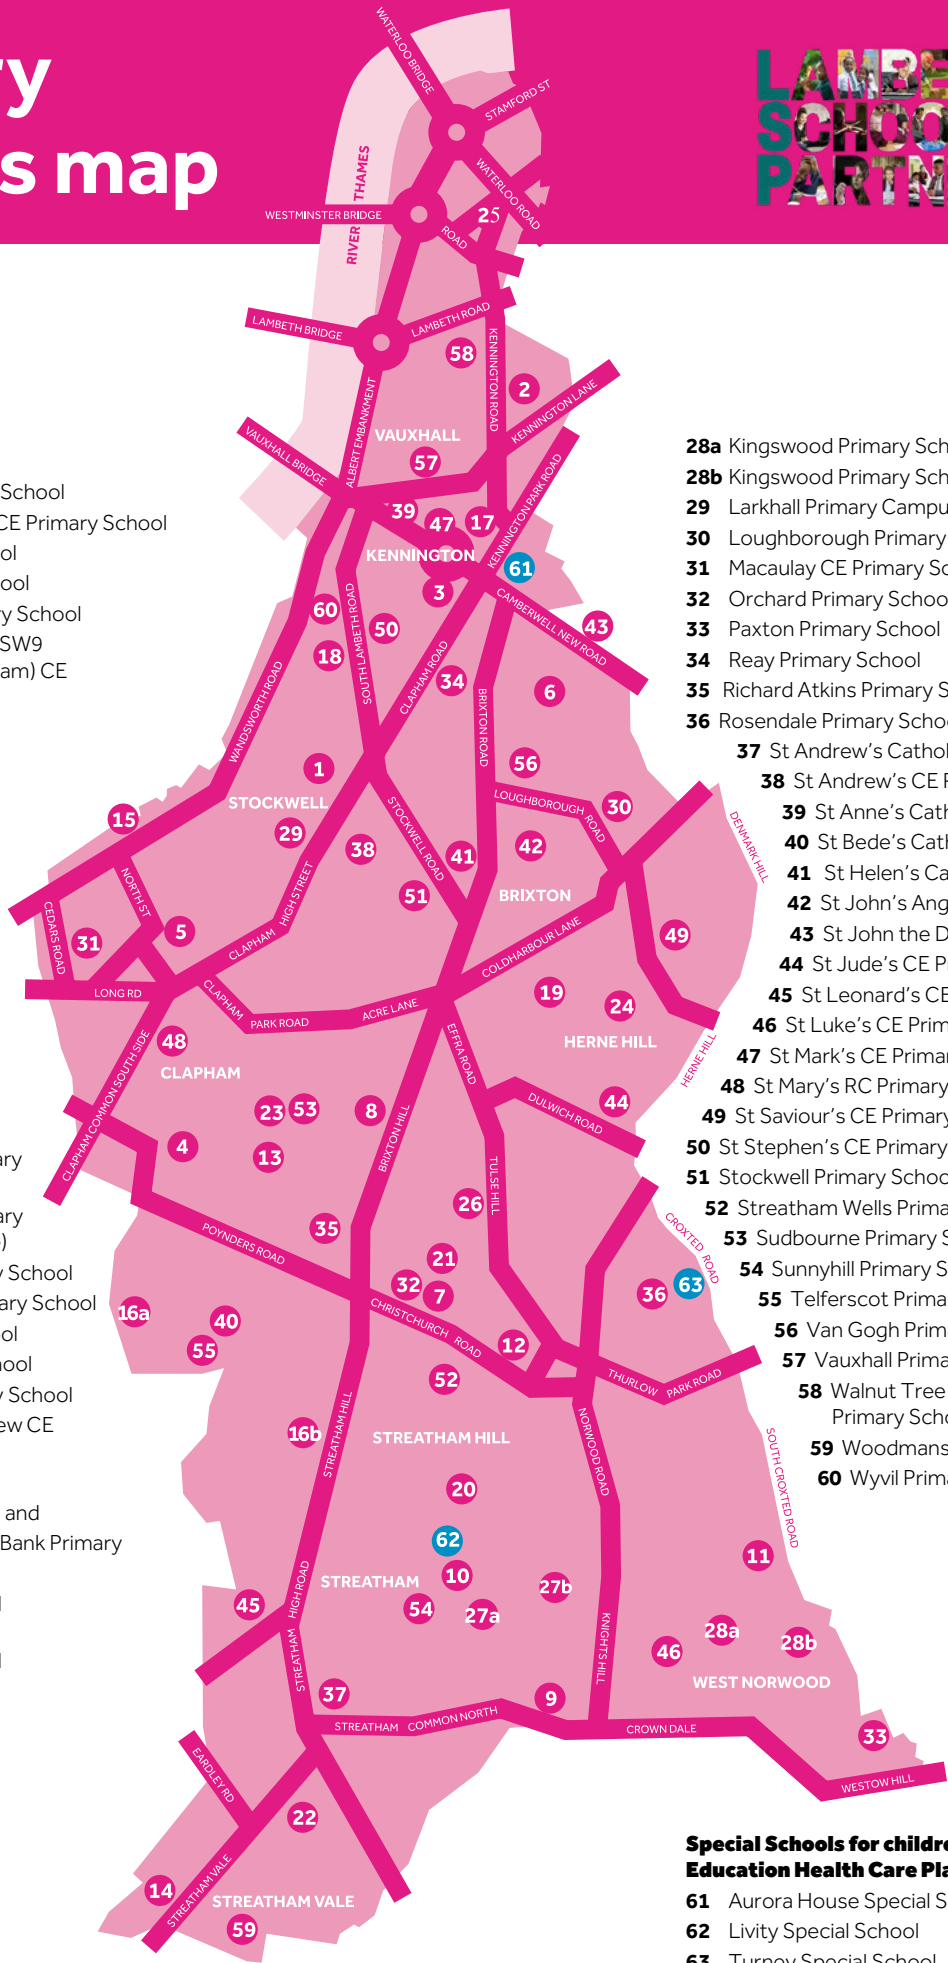 ry
s map
LAMBE
SCHOO
PARTN
WATERLOO BRIDGE
STAMFORD ST
WATERLOO ROAD
RIVER THAMES
WESTMINSTER BRIDGE
ROAD
25
LAMBETH BRIDGE
LAMBETH ROAD
58
KENNINGTON ROAD
2
KENNINGTON LANE
ALBERT EMBANKMENT
VAUXHALL
57
VAUXHALL BRIDGE
39
47
17
KENNINGTON PARK ROAD
KENNINGTON
61
3
CAMBERWELL NEW ROAD
43
60
50
18
SOUTH LAMBETH ROAD
CLAPHAM ROAD
34
6
WANDSWORTH ROAD
BRIXTON ROAD
1
56
STOCKWELL
LOUGHBOROUGH ROAD
30
15
29
38
STOCKWELL ROAD
41
42
DENMARK HILL
51
BRIXTON
NORTH ST
HIGH STREET
CEDARS ROAD
31
5
CLAPHAM
COLDHARBOUR LANE
49
LONG RD
CLAPHAM
PARK ROAD
ACRE LANE
19
24
48
CLAPHAM
EFFRA ROAD
HERNE HILL
HERNE HILL
CLAPHAM COMMON SOUTH SIDE
23
53
8
BRIXTON HILL
DULWICH ROAD
44
4
13
TULSE HILL
26
35
POYNDERS ROAD
21
CROXTED ROAD
32
7
36
63
16a
40
55
CHRISTCHURCH ROAD
12
52
THURLOW
PARK ROAD
16b
STREATHAM HILL
STREATHAM HILL
NORWOOD ROAD
SOUTH CROXTED ROAD
20
62
11
STREATHAM
10
27b
45
54
27a
STREATHAM HIGH ROAD
KNIGHTS HILL
46
28a
28b
WEST NORWOOD
37
9
STREATHAM
COMMON NORTH
CROWN DALE
33
WESTOW HILL
EARDLEY RD
22
14
STREATHAM VALE
STREATHAM VALE
59
School
CE Primary School
ol
ool
ry School
SW9
am) CE
ary
ary
)
y School
ary School
ol
hool
y School
ew CE
and
Bank Primary
28a Kingswood Primary Sch
28b Kingswood Primary Sch
29 Larkhall Primary Campu
30 Loughborough Primary
31 Macaulay CE Primary Sc
32 Orchard Primary Schoo
33 Paxton Primary School
34 Reay Primary School
35 Richard Atkins Primary S
36 Rosendale Primary Schoo
37 St Andrew's Cathol
38 St Andrew's CE P
39 St Anne's Cath
40 St Bede's Cath
41 St Helen's Ca
42 St John's Ang
43 St John the D
44 St Jude's CE P
45 St Leonard's CE
46 St Luke's CE Prim
47 St Mark's CE Primar
48 St Mary's RC Primary
49 St Saviour's CE Primary
50 St Stephen's CE Primary
51 Stockwell Primary Schoo
52 Streatham Wells Prima
53 Sudbourne Primary S
54 Sunnyhill Primary S
55 Telferscot Prima
56 Van Gogh Prim
57 Vauxhall Prima
58 Walnut Tree
Primary Scho
59 Woodmans
60 Wyvil Prima
Special Schools for childre
Education Health Care Pla
61 Aurora House Special S
62 Livity Special School
63 Turney Special School